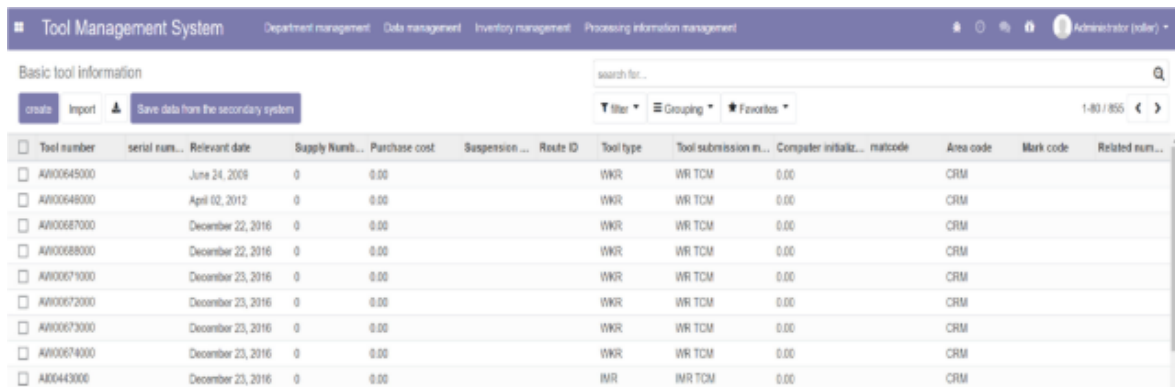 Tool Management System Department management Data management Inventory management Processing information management Administrator (roller)
Basic tool information search for...
create Import Save data from the secondary system filter Grouping Favorites 1-80 / 855
Tool number serial num... Relevant date Supply Numb... Purchase cost Suspension ... Route ID Tool type Tool submission m... Computer initializ... matcode Area code Mark code Related num...
AW00645000 June 24, 2009 0 0.00 WKR WR TCM 0.00 CRM
AW00646000 April 02, 2012 0 0.00 WKR WR TCM 0.00 CRM
AW00687000 December 22, 2016 0 0.00 WKR WR TCM 0.00 CRM
AW00688000 December 22, 2016 0 0.00 WKR WR TCM 0.00 CRM
AW00671000 December 23, 2016 0 0.00 WKR WR TCM 0.00 CRM
AW00672000 December 23, 2016 0 0.00 WKR WR TCM 0.00 CRM
AW00673000 December 23, 2016 0 0.00 WKR WR TCM 0.00 CRM
AW00674000 December 23, 2016 0 0.00 WKR WR TCM 0.00 CRM
AI00443000 December 23, 2016 0 0.00 IMR IMR TCM 0.00 CRM